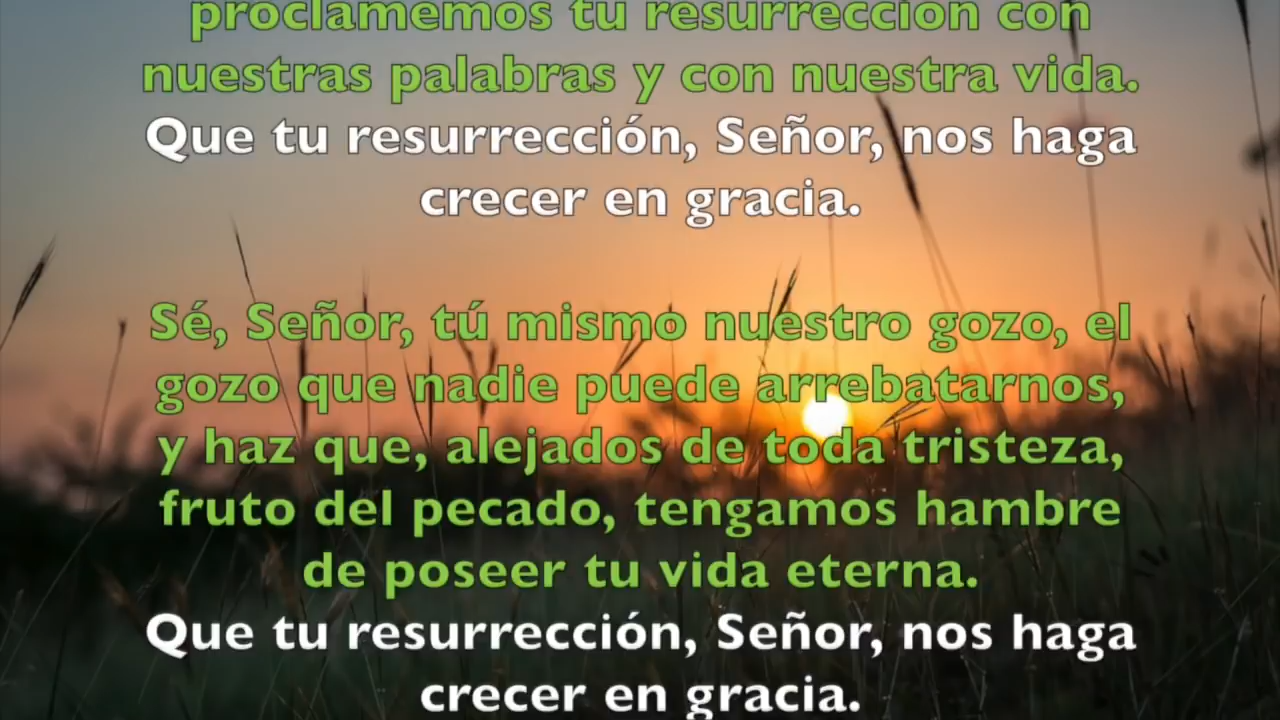 proclamemos tu resurrección con
nuestras palabras y con nuestra vida.
Que tu resurrección, Señor, nos haga
crecer en gracia.
Sé, Señor, tú mismo nuestro gozo, el
gozo que nadie puede arrebatarnos,
y haz que, alejados de toda tristeza,
fruto del pecado, tengamos hambre
de poseer tu vida eterna.
Que tu resurrección, Señor, nos haga
crecer en gracia.